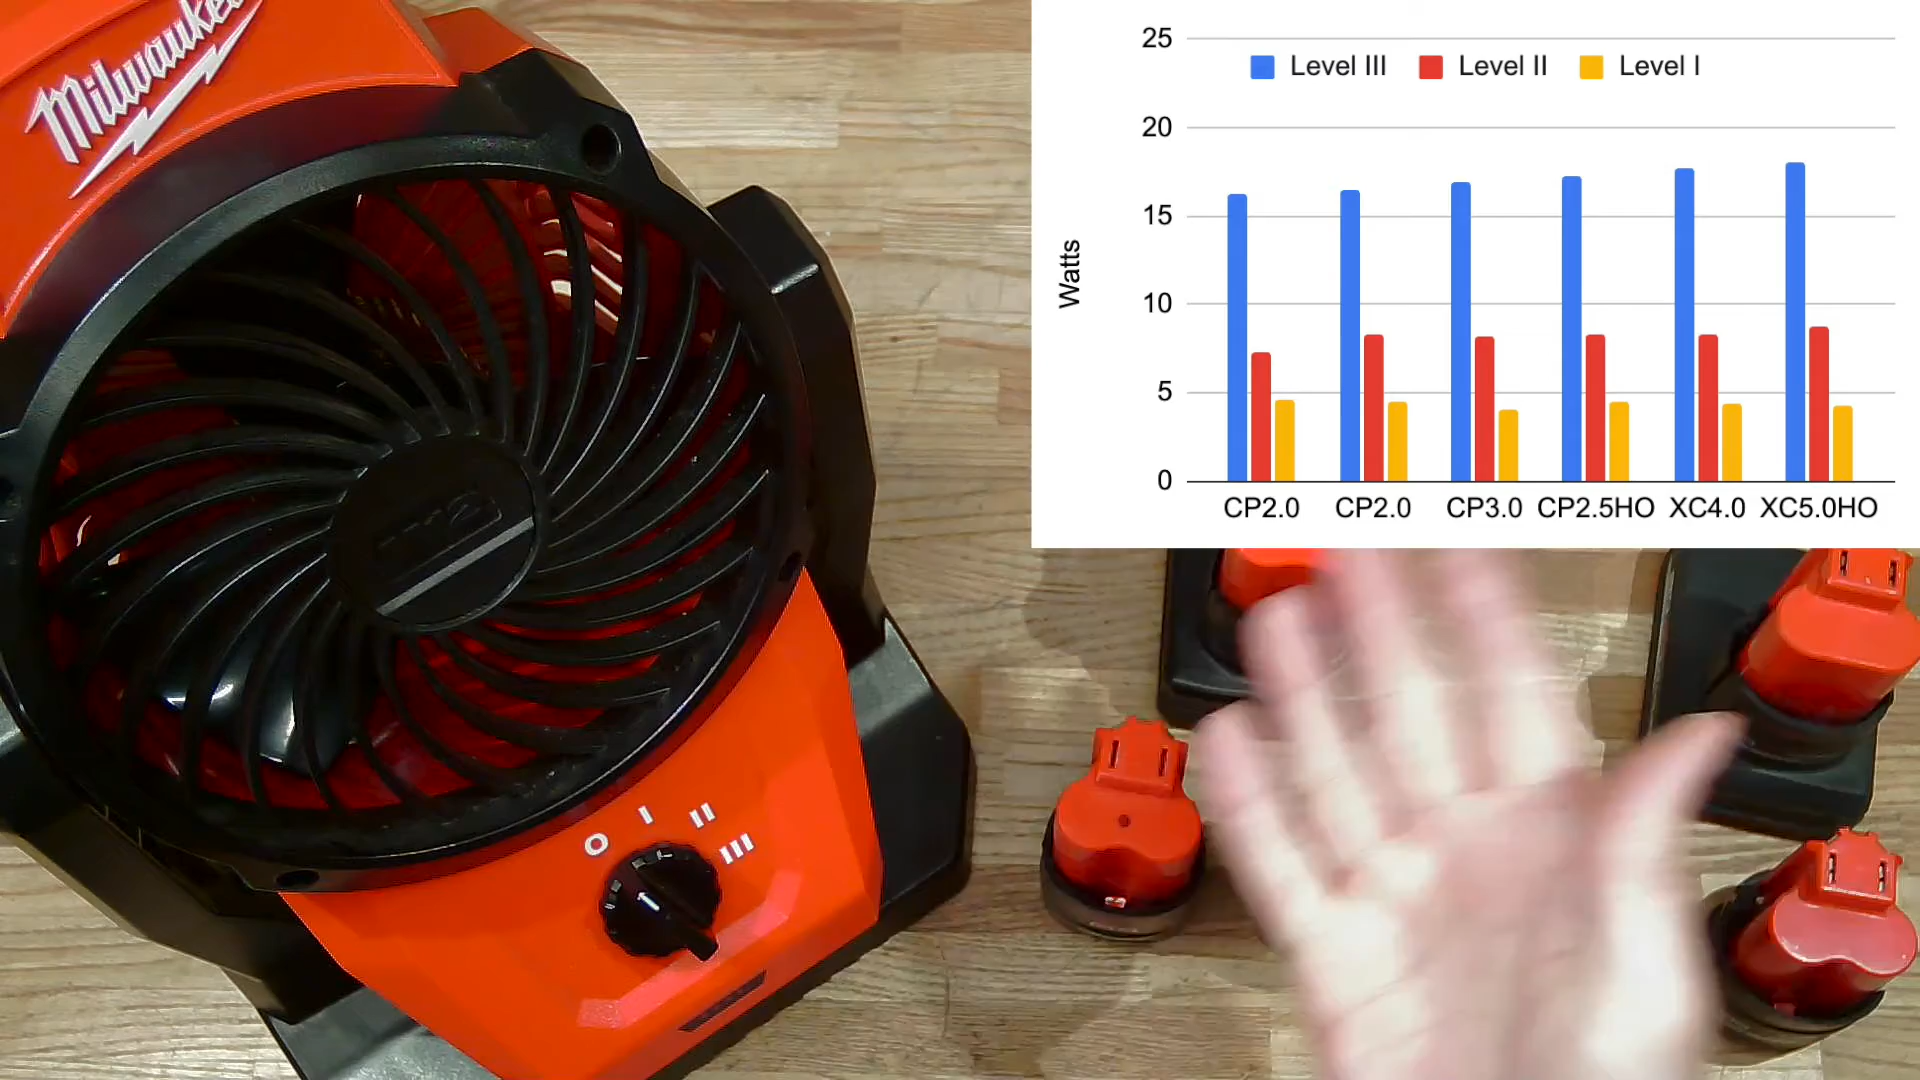 Milwaukee
O I II III
25
Level III Level II Level I
20
15
Watts
10
5
0
CP2.0 CP2.0 CP3.0 CP2.5HO XC4.0 XC5.0HO